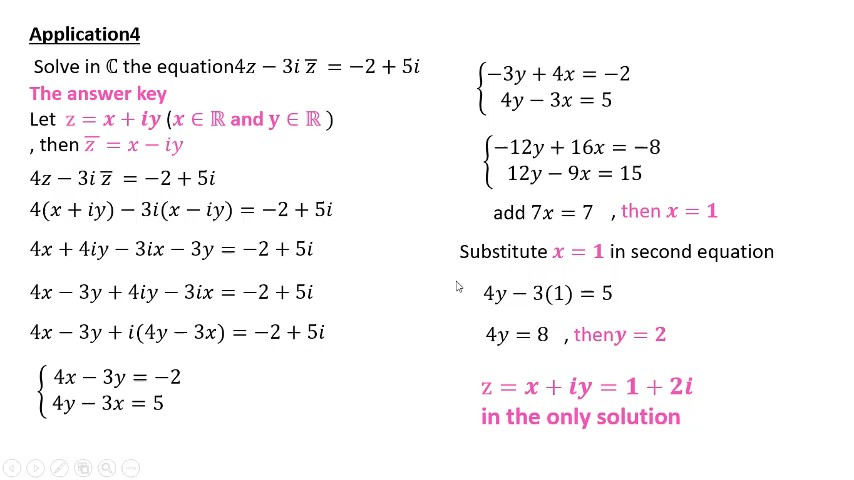 Application4
Solve in ℂ the equation4z − 3i z̅ = −2 + 5i
The answer key
Let z = x + iy (x ∈ ℝ and y ∈ ℝ )
, then z̅ = x − iy
4z − 3i z̅ = −2 + 5i
4(x + iy) − 3i(x − iy) = −2 + 5i
4x + 4iy − 3ix − 3y = −2 + 5i
4x − 3y + 4iy − 3ix = −2 + 5i
4x − 3y + i(4y − 3x) = −2 + 5i
{ 4x − 3y = −2
4y − 3x = 5
{ −3y + 4x = −2
4y − 3x = 5
{ −12y + 16x = −8
12y − 9x = 15
add 7x = 7 , then x = 1
Substitute x = 1 in second equation
4y − 3(1) = 5
4y = 8 , theny = 2
z = x + iy = 1 + 2i
in the only solution